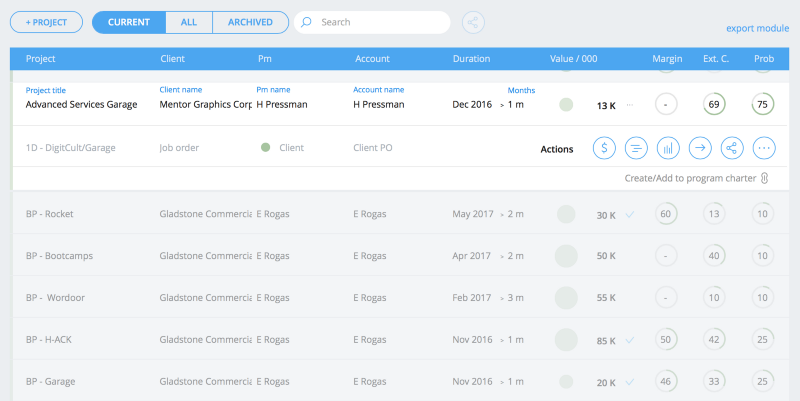 + PROJECT CURRENT ALL ARCHIVED Search
export module
Project Client Pm Account Duration Value / 000 Margin Ext. C. Prob
Project title Client name Pm name Account name Months
Advanced Services Garage Mentor Graphics Corp H Pressman H Pressman Dec 2016 > 1 m 13 K ... - 69 75
1D - DigitCult/Garage Job order Client Client PO Actions $ ...
Create/Add to program charter
BP - Rocket Gladstone Commercia E Rogas E Rogas May 2017 > 2 m 30 K 60 13 10
BP - Bootcamps Gladstone Commercia E Rogas E Rogas Apr 2017 > 2 m 50 K - 40 10
BP - Wordoor Gladstone Commercia E Rogas E Rogas Feb 2017 > 3 m 55 K - 10 10
BP - H-ACK Gladstone Commercia E Rogas E Rogas Nov 2016 > 1 m 85 K 50 42 25
BP - Garage Gladstone Commercia E Rogas E Rogas Nov 2016 > 1 m 20 K 46 33 25